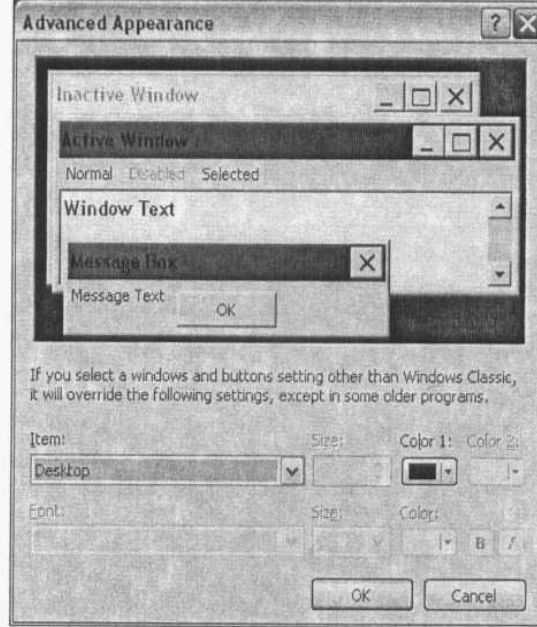 Advanced Appearance
Inactive Window
Active Window
Normal Disabled Selected
Window Text
Message Box
Message Text
OK
If you select a windows and buttons setting other than Windows Classic,
it will override the following settings, except in some older programs.
Item: Size: Color 1: Color 2:
Desktop
Font: Size: Color:
B I
OK Cancel